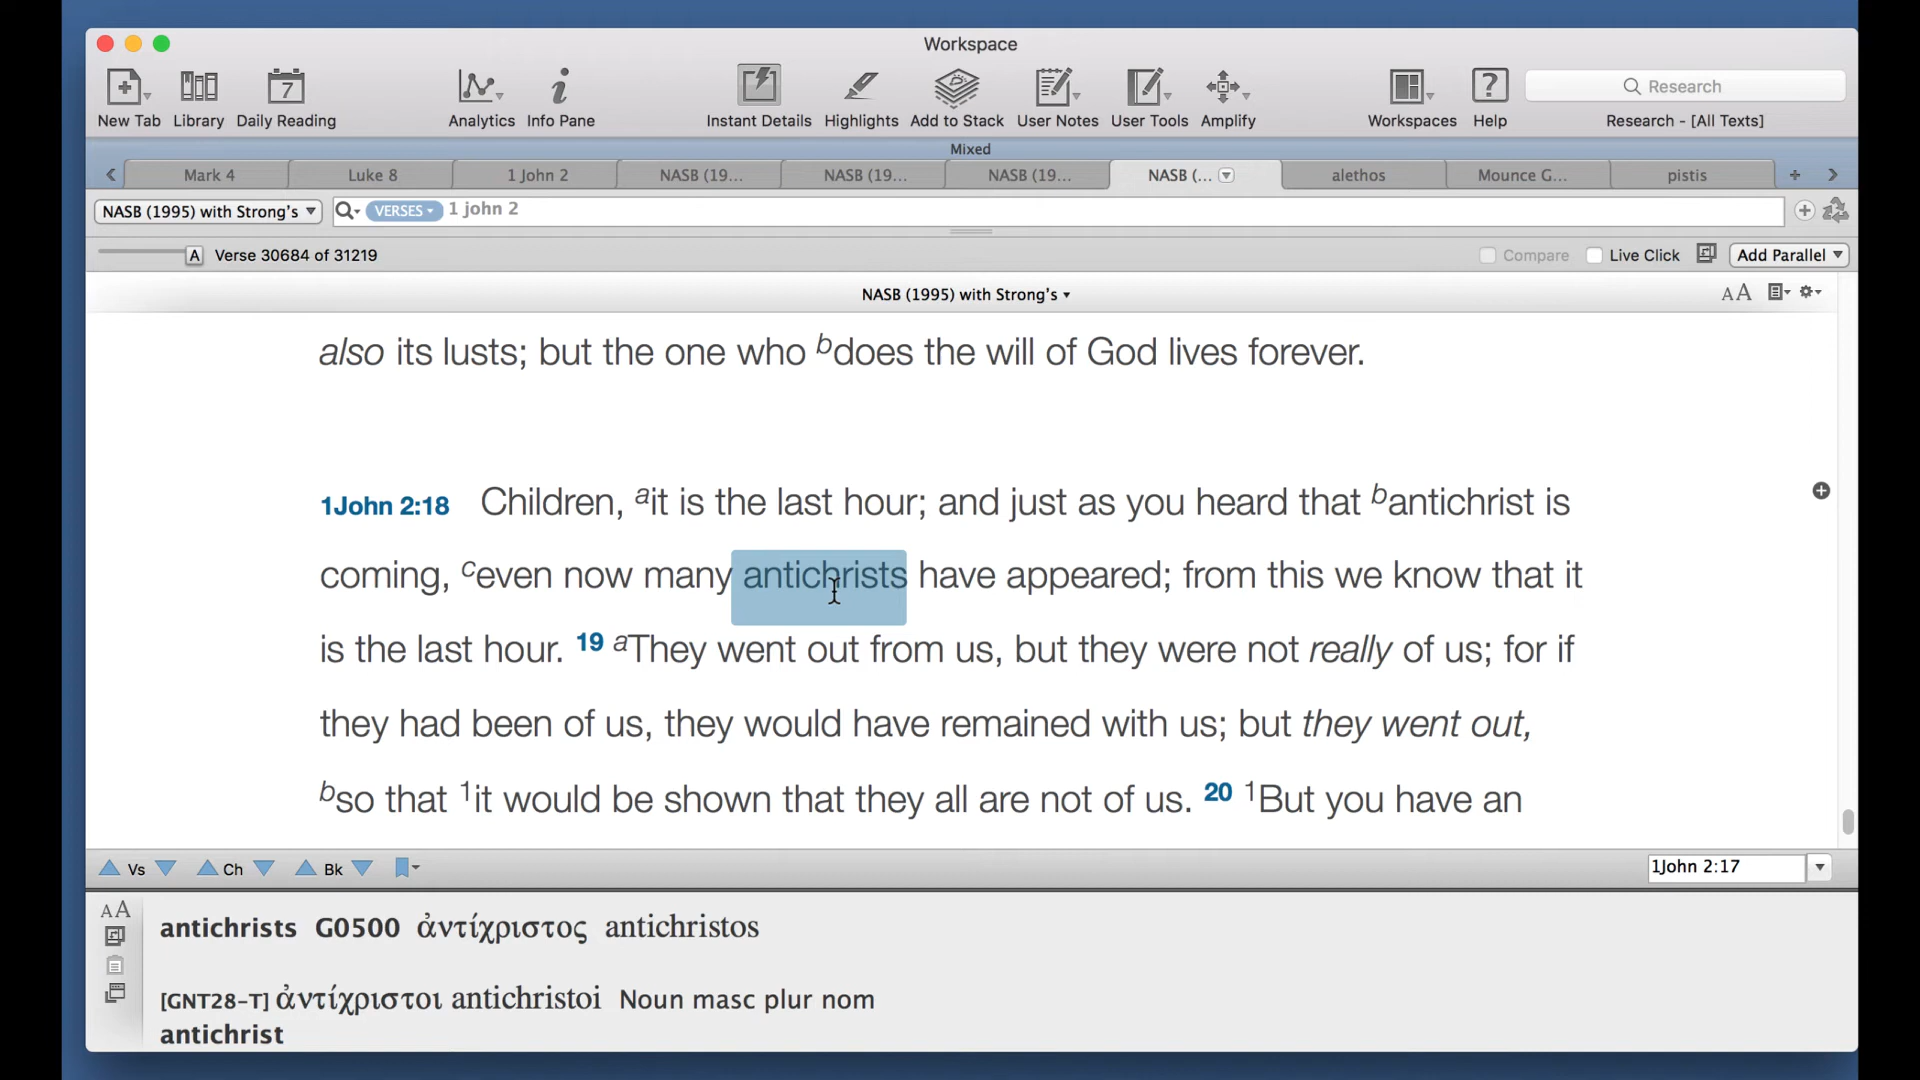 Workspace
New Tab Library Daily Reading Analytics Info Pane Instant Details Highlights Add to Stack User Notes User Tools Amplify Workspaces Help Research
Research - [All Texts]
Mixed
Mark 4 Luke 8 1 John 2 NASB (19... NASB (19... NASB (19... NASB (... alethos Mounce G... pistis
NASB (1995) with Strong's VERSES 1 john 2
A Verse 30684 of 31219 Compare Live Click Add Parallel
NASB (1995) with Strong's AA
also its lusts; but the one who bdoes the will of God lives forever.
1John 2:18 Children, ait is the last hour; and just as you heard that bantichrist is
coming, ceven now many antichrists have appeared; from this we know that it
is the last hour. 19 aThey went out from us, but they were not really of us; for if
they had been of us, they would have remained with us; but they went out,
bso that 1it would be shown that they all are not of us. 20 1But you have an
Vs Ch Bk 1John 2:17
AA
antichrists G0500 ἀντίχριστος antichristos
[GNT28-T] ἀντίχριστοι antichristoi Noun masc plur nom
antichrist